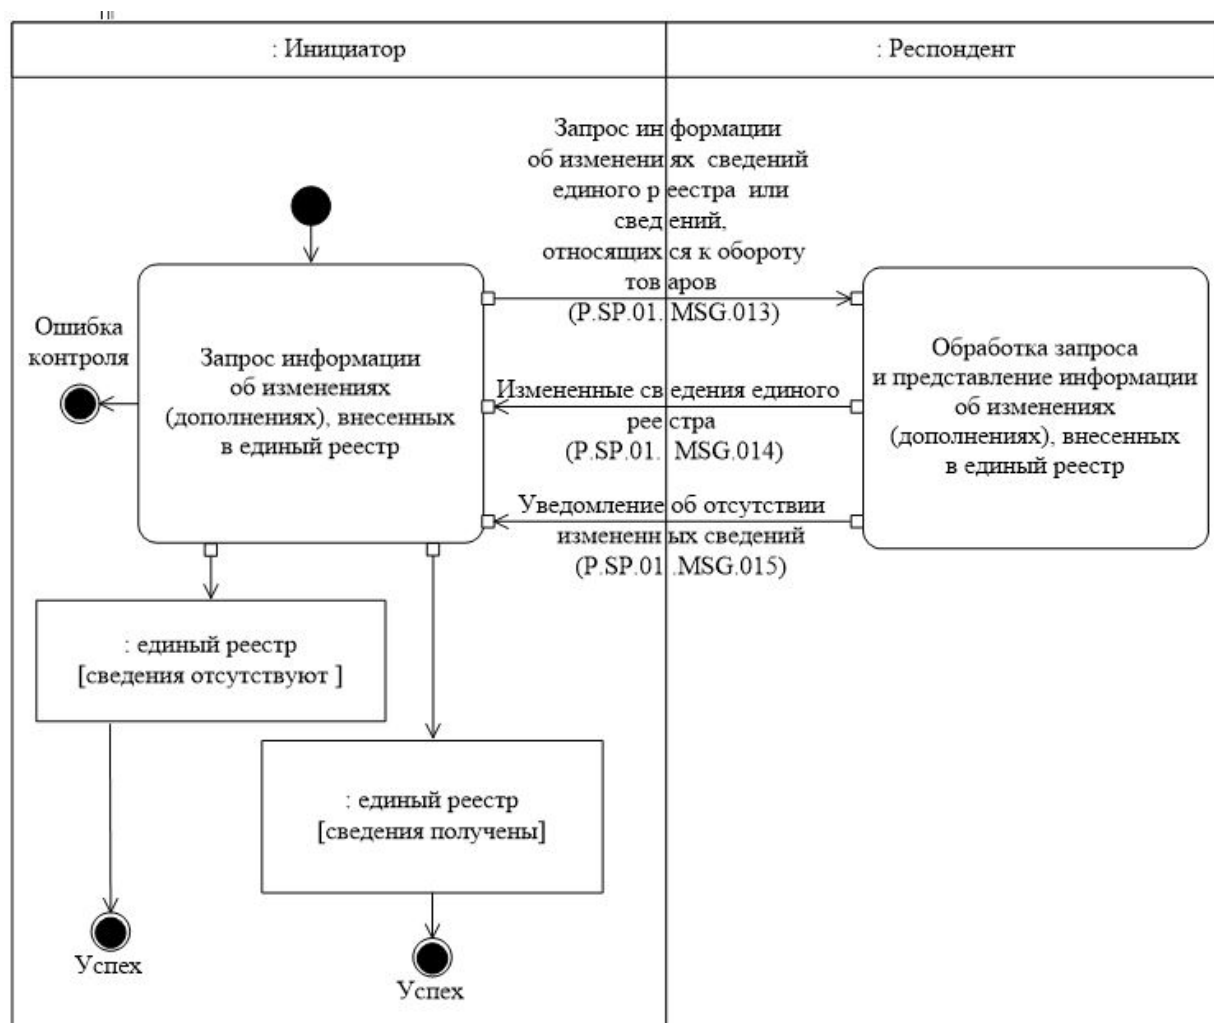 : Инициатор
: Респондент
Запрос информации
об изменениях сведений
единого реестра или
сведений,
относящихся к обороту
товаров
(P.SP.01. MSG.013)
Ошибка
контроля
Запрос информации
об изменениях
(дополнениях), внесенных
в единый реестр
Обработка запроса
и представление информации
об изменениях
(дополнениях), внесенных
в единый реестр
Измененные сведения единого
реестра
(P.SP.01. MSG.014)
Уведомление об отсутствии
измененных сведений
(P.SP.01 .MSG.015)
: единый реестр
[сведения отсутствуют ]
: единый реестр
[сведения получены]
Успех
Успех